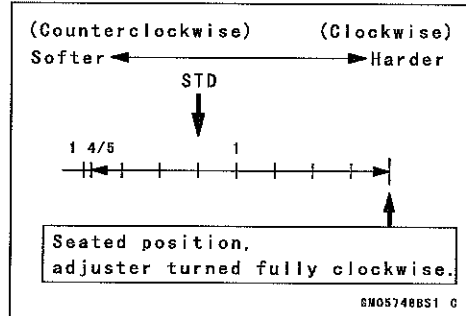 (Counterclockwise) (Clockwise)
Softer Harder
STD
1 4/5 1
Seated position,
adjuster turned fully clockwise.
GM05748BS1 C